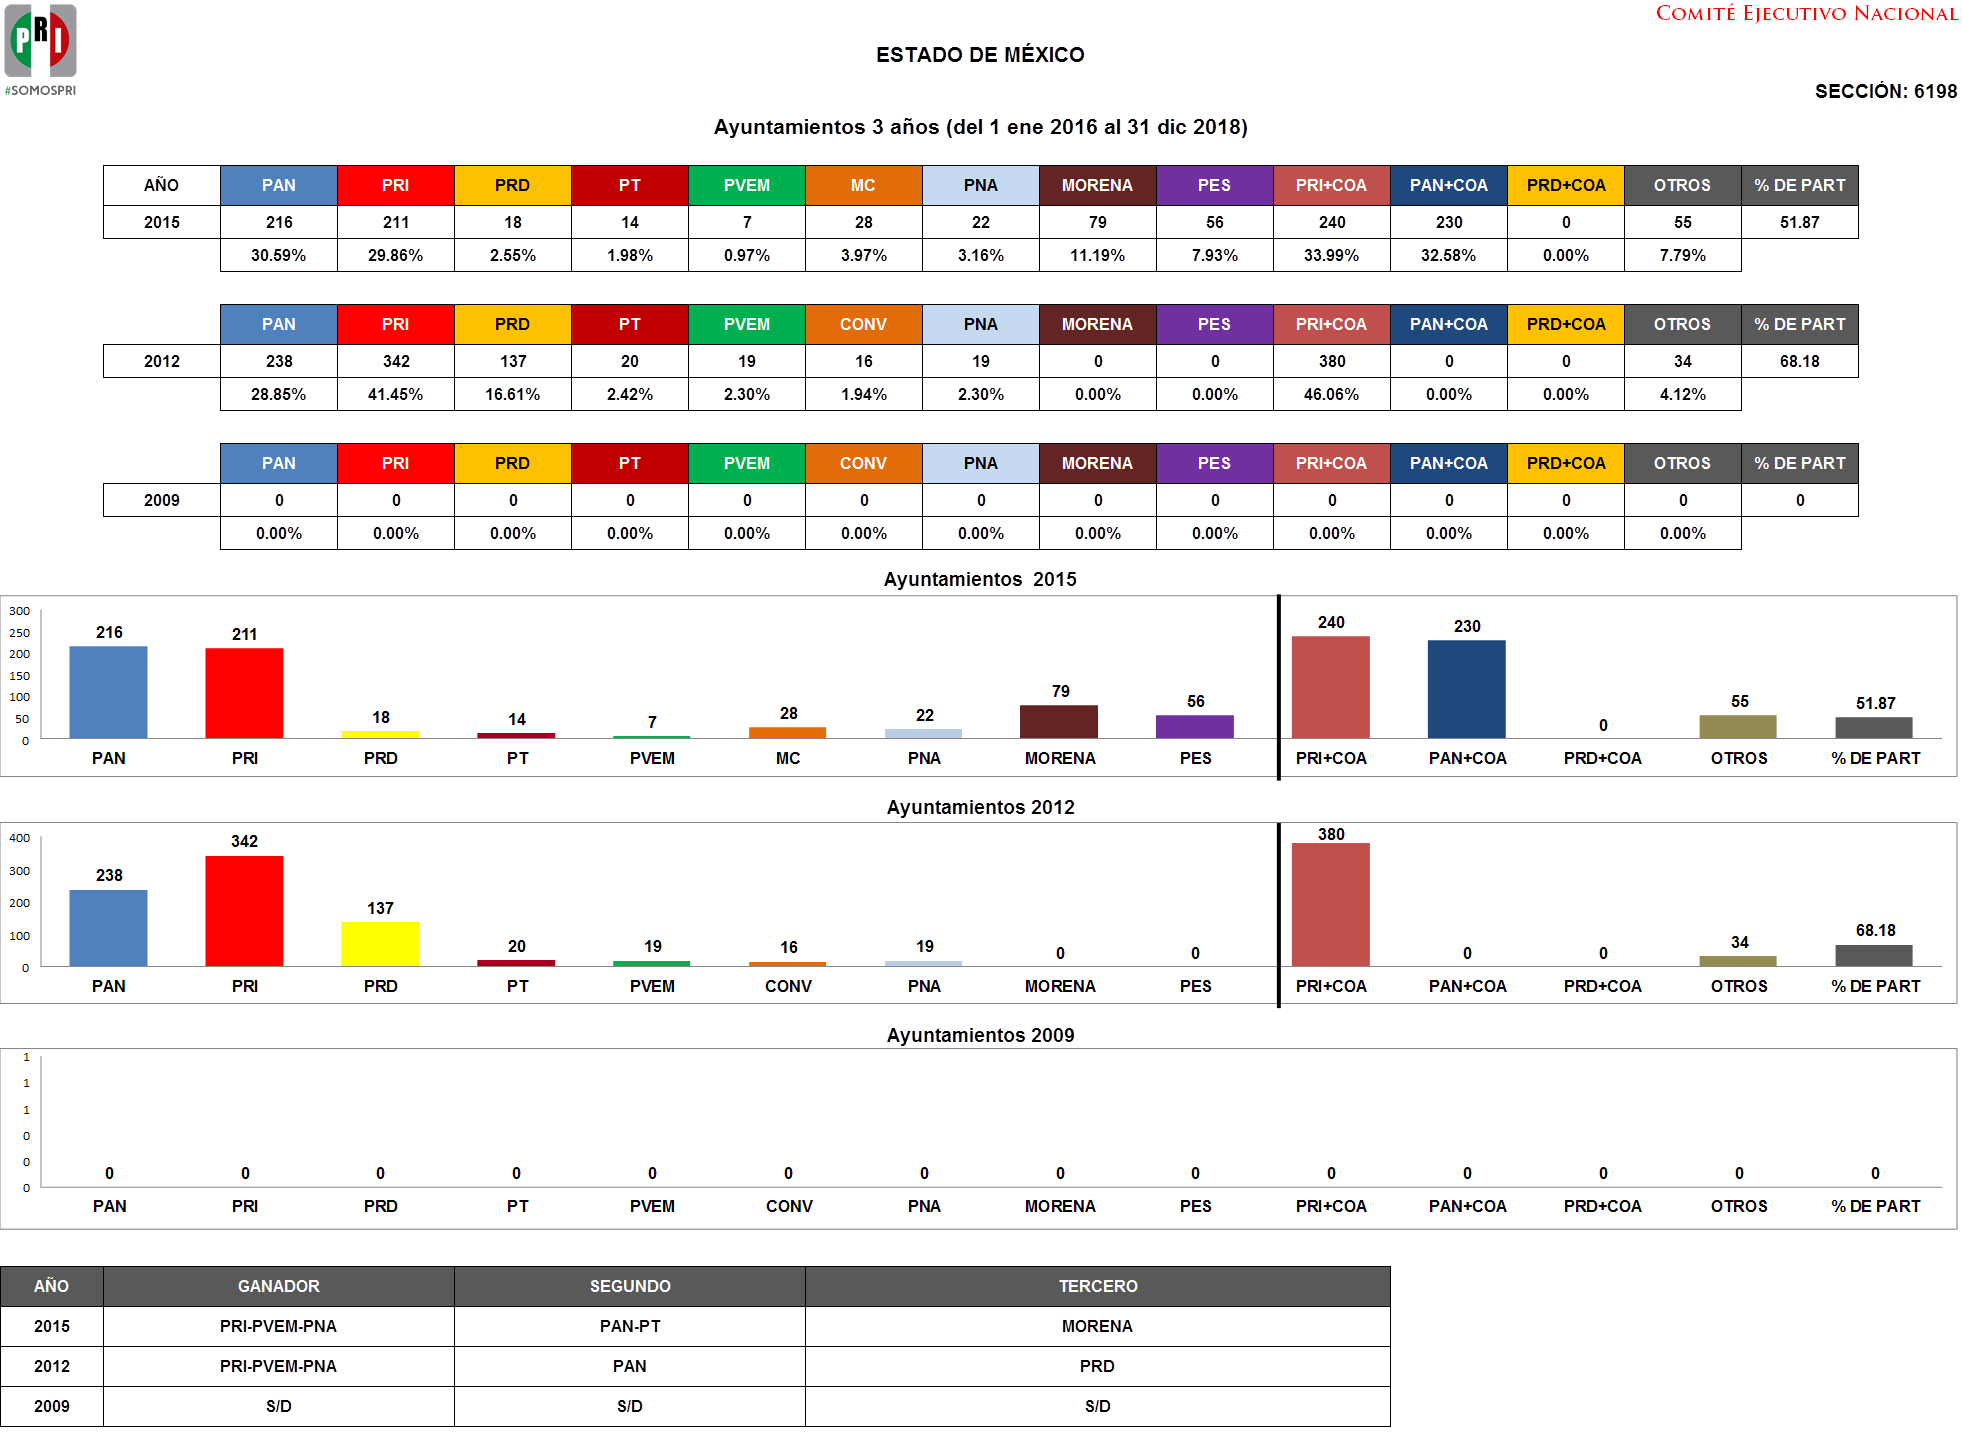 PRI
#SOMOSPRI
COMITÉ EJECUTIVO NACIONAL
ESTADO DE MÉXICO
SECCIÓN: 6198
Ayuntamientos 3 años (del 1 ene 2016 al 31 dic 2018)
AÑO PAN PRI PRD PT PVEM MC PNA MORENA PES PRI+COA PAN+COA PRD+COA OTROS % DE PART
2015 216 211 18 14 7 28 22 79 56 240 230 0 55 51.87
30.59% 29.86% 2.55% 1.98% 0.97% 3.97% 3.16% 11.19% 7.93% 33.99% 32.58% 0.00% 7.79%
PAN PRI PRD PT PVEM CONV PNA MORENA PES PRI+COA PAN+COA PRD+COA OTROS % DE PART
2012 238 342 137 20 19 16 19 0 0 380 0 0 34 68.18
28.85% 41.45% 16.61% 2.42% 2.30% 1.94% 2.30% 0.00% 0.00% 46.06% 0.00% 0.00% 4.12%
PAN PRI PRD PT PVEM CONV PNA MORENA PES PRI+COA PAN+COA PRD+COA OTROS % DE PART
2009 0 0 0 0 0 0 0 0 0 0 0 0 0 0
0.00% 0.00% 0.00% 0.00% 0.00% 0.00% 0.00% 0.00% 0.00% 0.00% 0.00% 0.00% 0.00%
Ayuntamientos 2015
300
250
200
150
100
50
0
216 211 18 14 7 28 22 79 56 240 230 0 55 51.87
PAN PRI PRD PT PVEM MC PNA MORENA PES PRI+COA PAN+COA PRD+COA OTROS % DE PART
Ayuntamientos 2012
400
300
200
100
0
238 342 137 20 19 16 19 0 0 380 0 0 34 68.18
PAN PRI PRD PT PVEM CONV PNA MORENA PES PRI+COA PAN+COA PRD+COA OTROS % DE PART
Ayuntamientos 2009
1
1
1
0
0
0
0 0 0 0 0 0 0 0 0 0 0 0 0 0
PAN PRI PRD PT PVEM CONV PNA MORENA PES PRI+COA PAN+COA PRD+COA OTROS % DE PART
AÑO GANADOR SEGUNDO TERCERO
2015 PRI-PVEM-PNA PAN-PT MORENA
2012 PRI-PVEM-PNA PAN PRD
2009 S/D S/D S/D